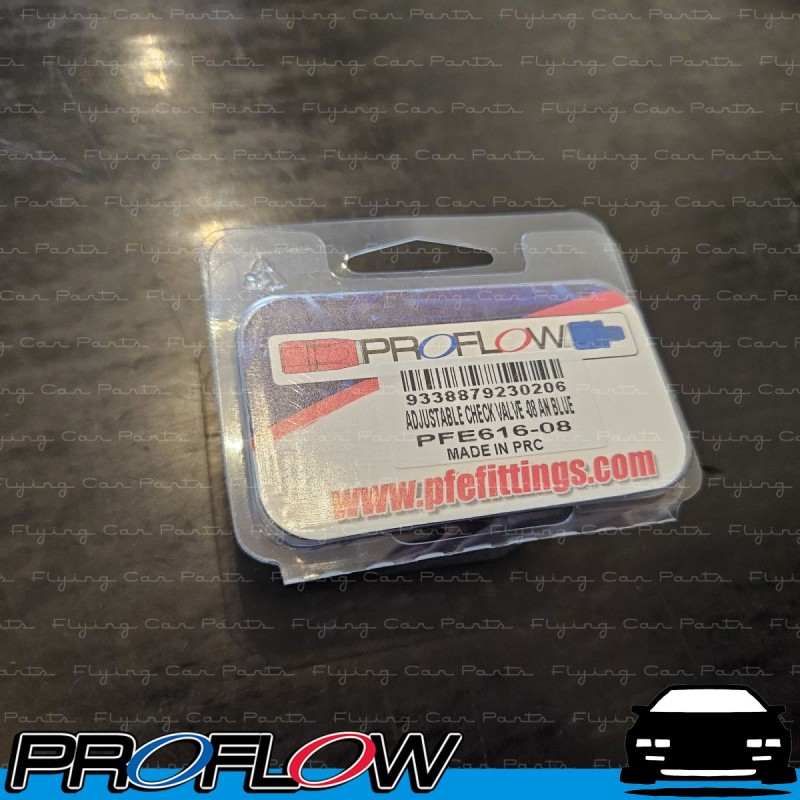 Flying Car Parts
PROFLOW
9338879230206
ADJUSTABLE CHECK VALVE -08 AN BLUE
PFE616-08
MADE IN PRC
www.pfefittings.com
PROFLOW